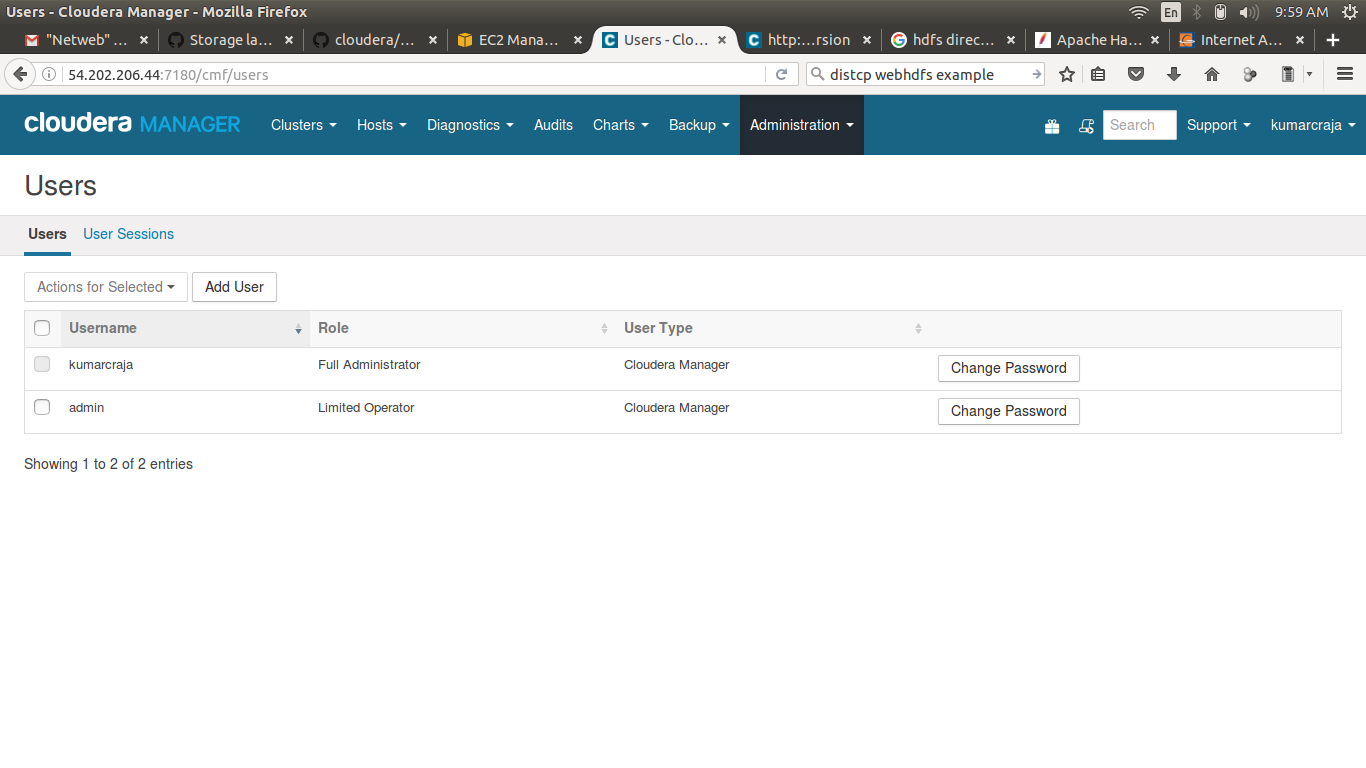 Users - Cloudera Manager - Mozilla Firefox En 9:59 AM
"Netweb" ... Storage la... cloudera/... EC2 Mana... Users - Clo... http:...rsion hdfs direc... Apache Ha... Internet A...
54.202.206.44:7180/cmf/users distcp webhdfs example
cloudera MANAGER Clusters Hosts Diagnostics Audits Charts Backup Administration Search Support kumarcraja
Users
Users User Sessions
Actions for Selected Add User
Username Role User Type
kumarcraja Full Administrator Cloudera Manager Change Password
admin Limited Operator Cloudera Manager Change Password
Showing 1 to 2 of 2 entries